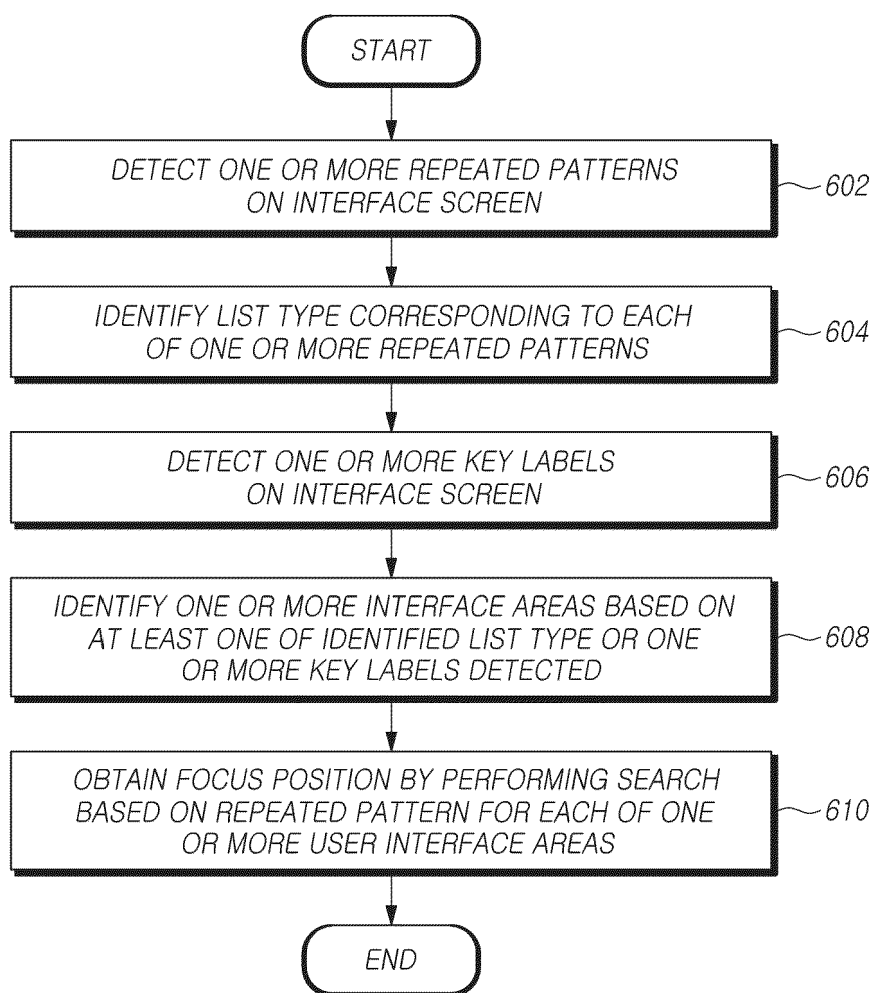 START
DETECT ONE OR MORE REPEATED PATTERNS
ON INTERFACE SCREEN
602
IDENTIFY LIST TYPE CORRESPONDING TO EACH
OF ONE OR MORE REPEATED PATTERNS
604
DETECT ONE OR MORE KEY LABELS
ON INTERFACE SCREEN
606
IDENTIFY ONE OR MORE INTERFACE AREAS BASED ON
AT LEAST ONE OF IDENTIFIED LIST TYPE OR ONE
OR MORE KEY LABELS DETECTED
608
OBTAIN FOCUS POSITION BY PERFORMING SEARCH
BASED ON REPEATED PATTERN FOR EACH OF ONE
OR MORE USER INTERFACE AREAS
610
END